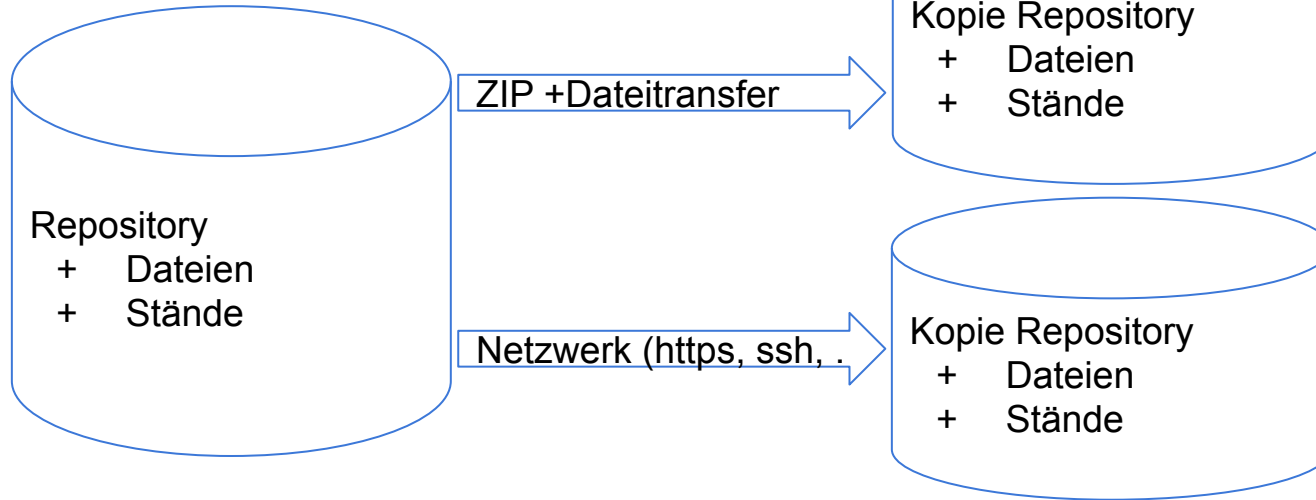 Repository
+ Dateien
+ Stände
ZIP +Dateitransfer
Netzwerk (https, ssh, .
Kopie Repository
+ Dateien
+ Stände
Kopie Repository
+ Dateien
+ Stände